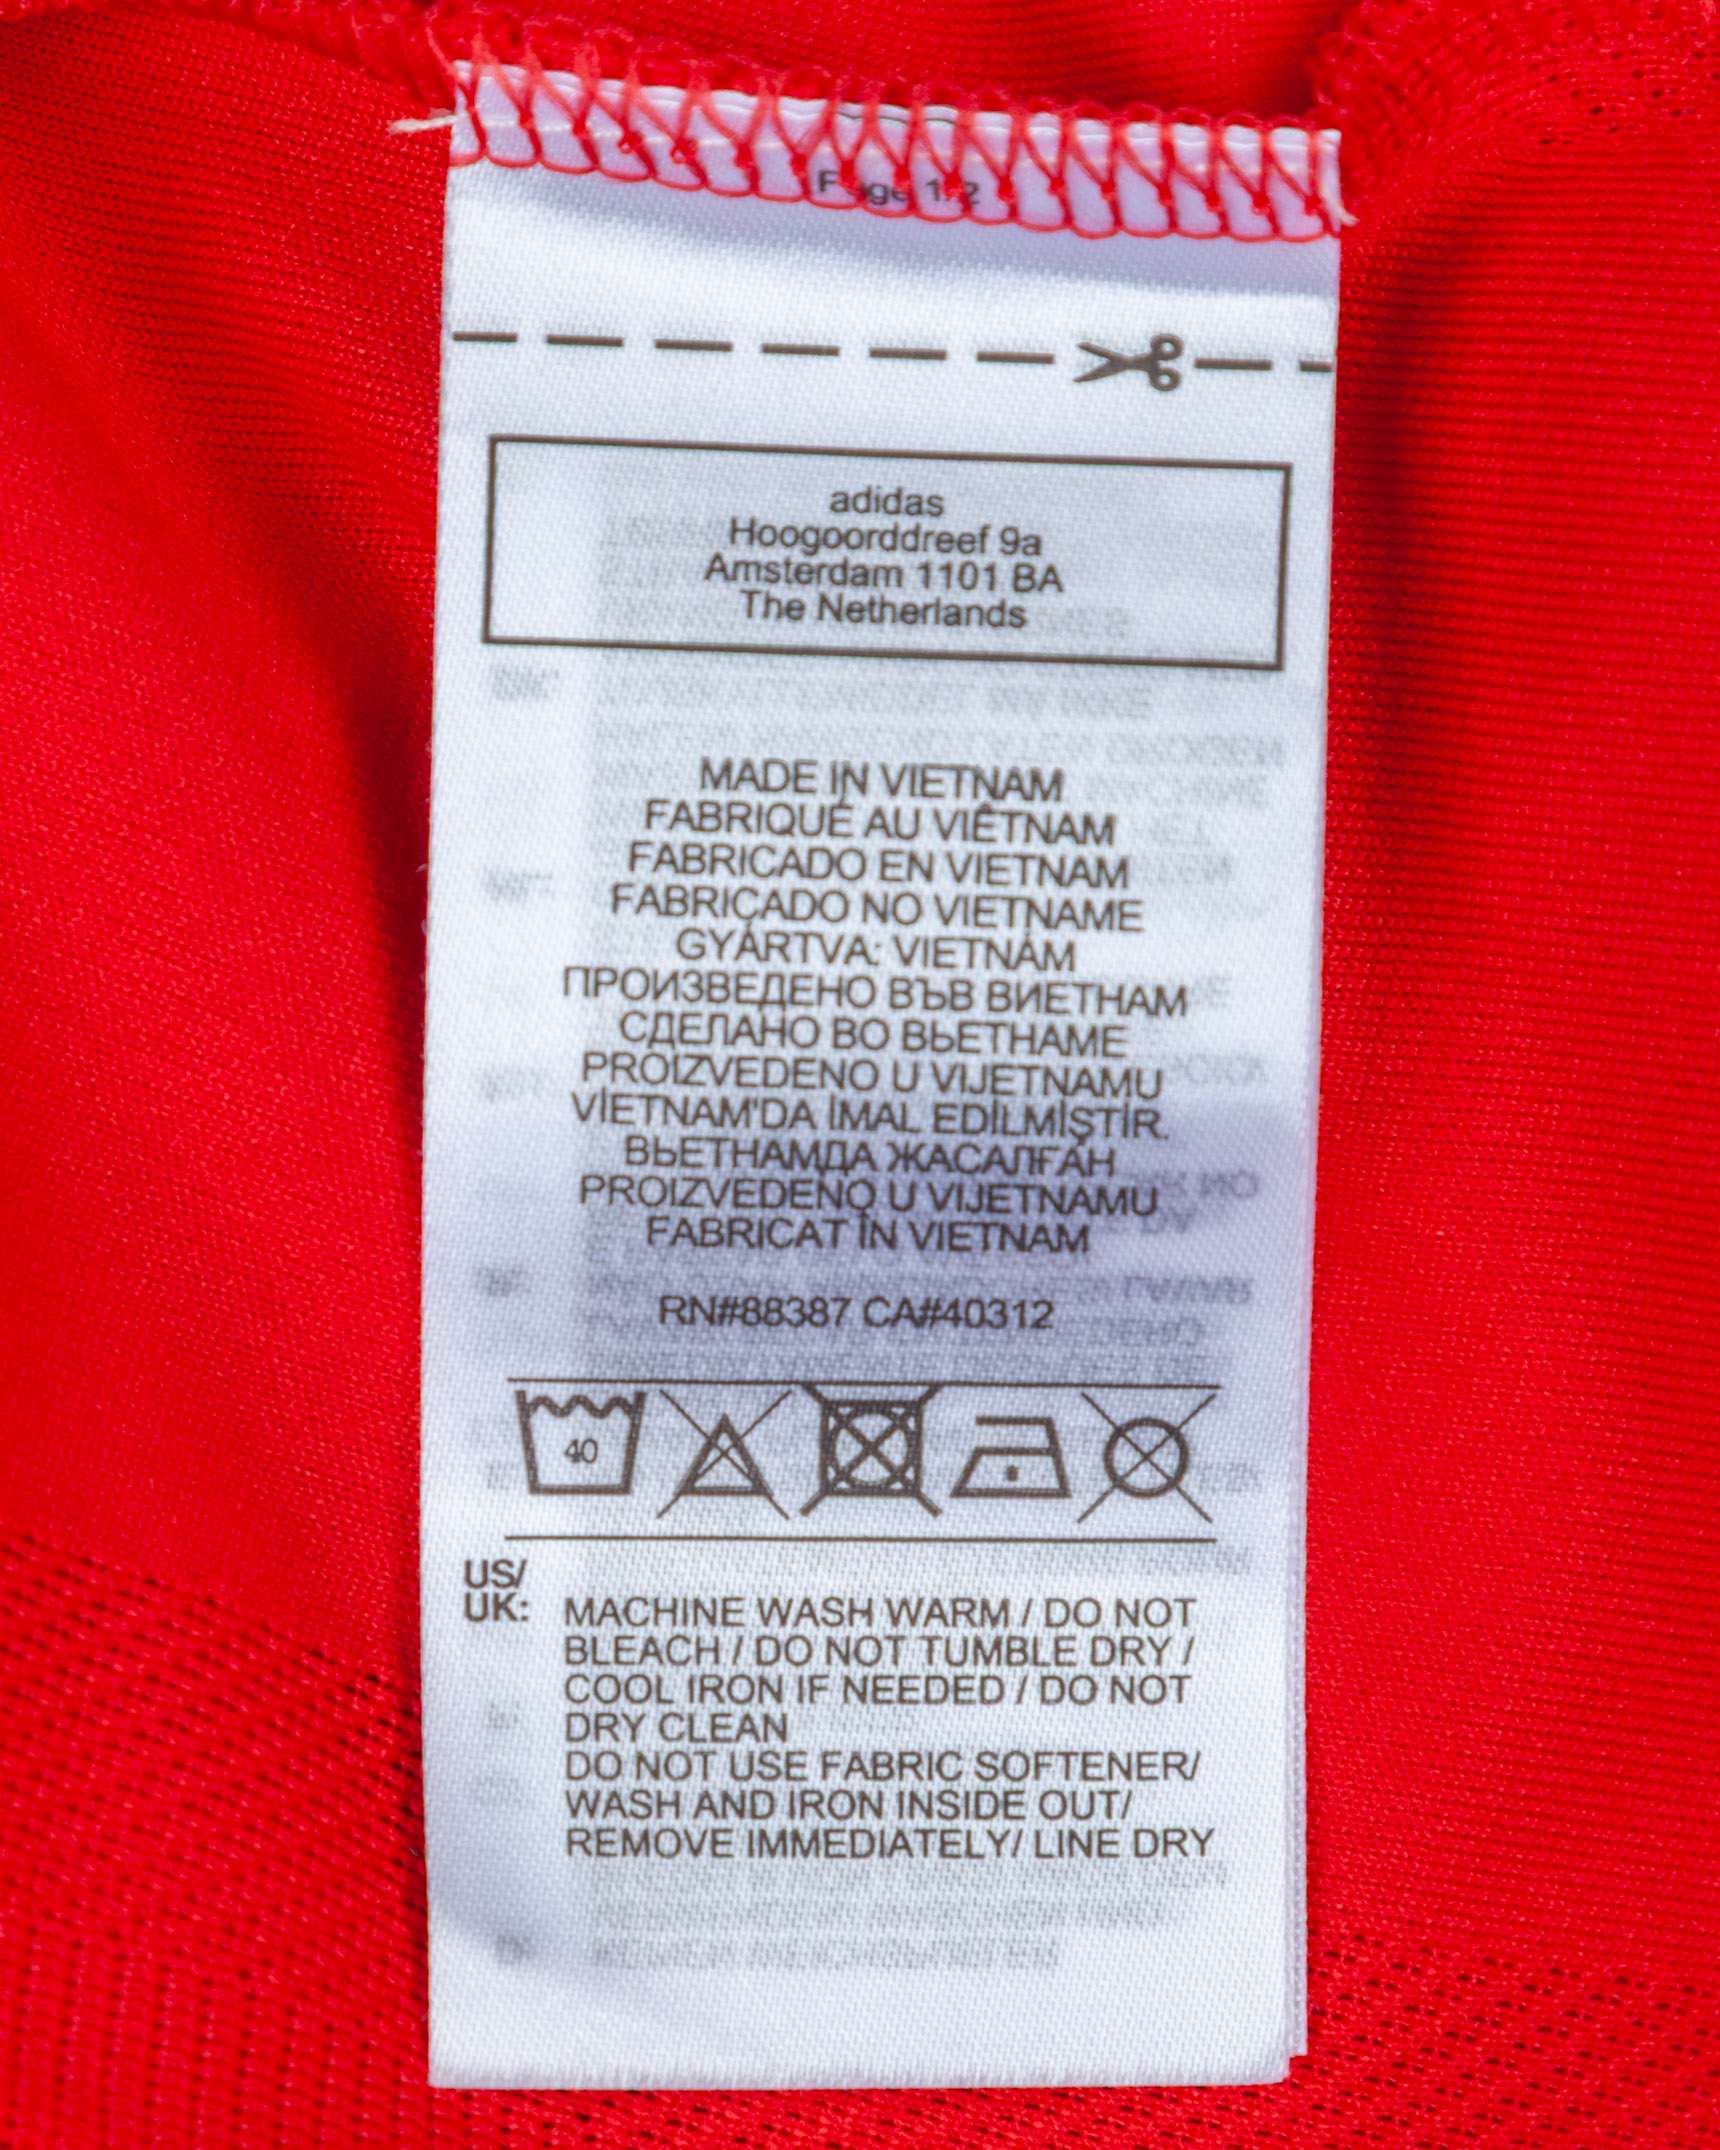 Page 1/2
adidas
Hoogoorddreef 9a
Amsterdam 1101 BA
The Netherlands
MADE IN VIETNAM
FABRIQUÉ AU VIÊTNAM
FABRICADO EN VIETNAM
FABRICADO NO VIETNAME
GYÁRTVA: VIETNÁM
ПРОИЗВЕДЕНО ВЪВ ВИЕТНАМ
СДЕЛАНО ВО ВЬЕТНАМЕ
PROIZVEDENO U VIJETNAMU
VİETNAM'DA İMAL EDİLMİŞTİR.
ВЬЕТНАМДА ЖАСАЛҒАН
PROIZVEDENO U VIJETNAMU
FABRICAT ÎN VIETNAM
RN#88387 CA#40312
40
US/
UK:
MACHINE WASH WARM / DO NOT
BLEACH / DO NOT TUMBLE DRY /
COOL IRON IF NEEDED / DO NOT
DRY CLEAN
DO NOT USE FABRIC SOFTENER/
WASH AND IRON INSIDE OUT/
REMOVE IMMEDIATELY/ LINE DRY